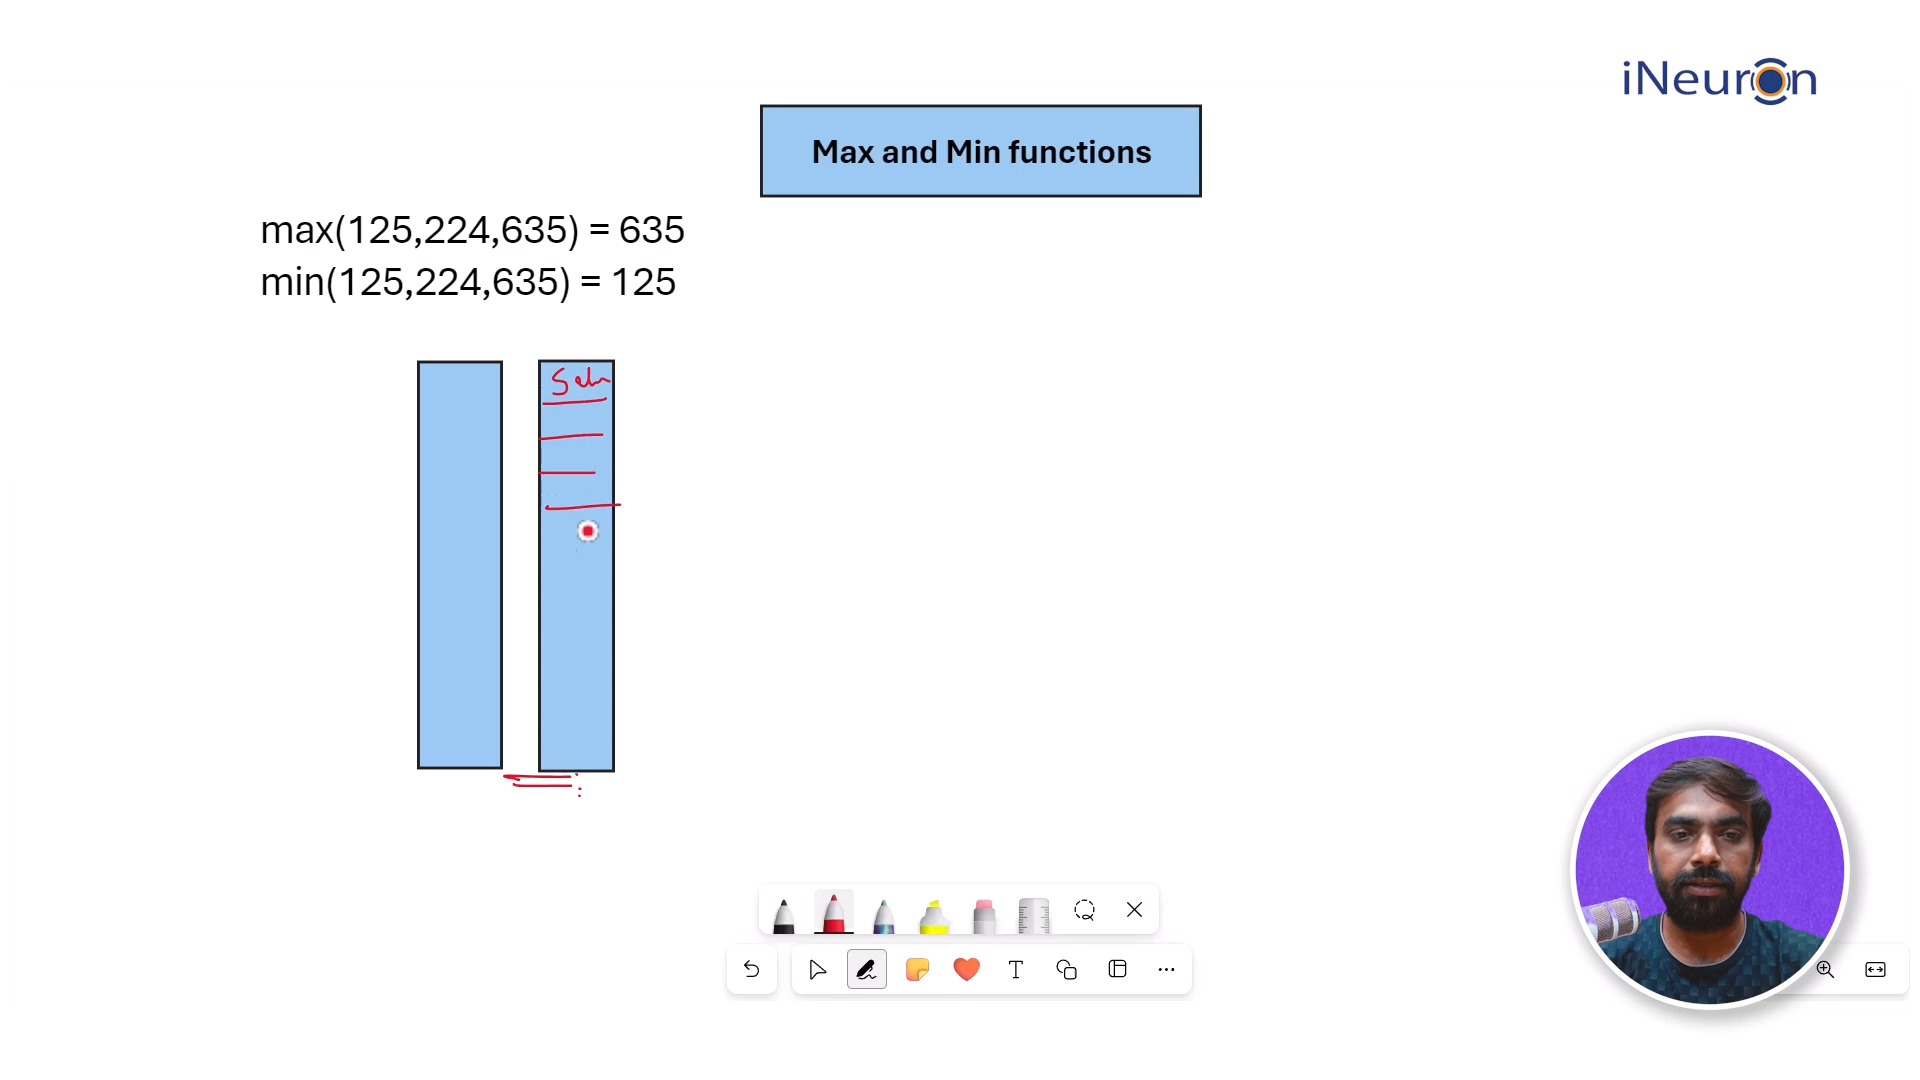 iNeuron
Max and Min functions
max(125,224,635) = 635
min(125,224,635) = 125